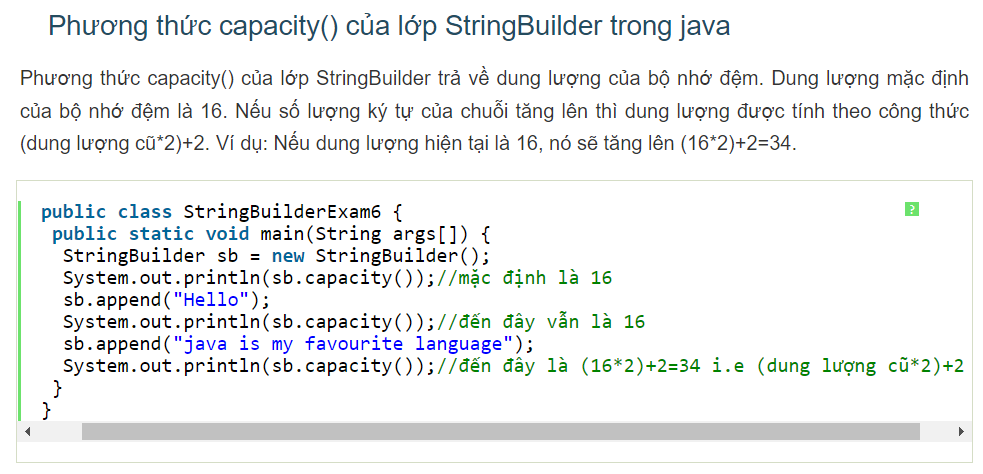 Phương thức capacity() của lớp StringBuilder trong java
Phương thức capacity() của lớp StringBuilder trả về dung lượng của bộ nhớ đệm. Dung lượng mặc định
của bộ nhớ đệm là 16. Nếu số lượng ký tự của chuỗi tăng lên thì dung lượng được tính theo công thức
(dung lượng cũ*2)+2. Ví dụ: Nếu dung lượng hiện tại là 16, nó sẽ tăng lên (16*2)+2=34.
?
public class StringBuilderExam6 {
public static void main(String args[]) {
StringBuilder sb = new StringBuilder();
System.out.println(sb.capacity());//mặc định là 16
sb.append("Hello");
System.out.println(sb.capacity());//đến đây vẫn là 16
sb.append("java is my favourite language");
System.out.println(sb.capacity());//đến đây là (16*2)+2=34 i.e (dung lượng cũ*2)+2
}
}